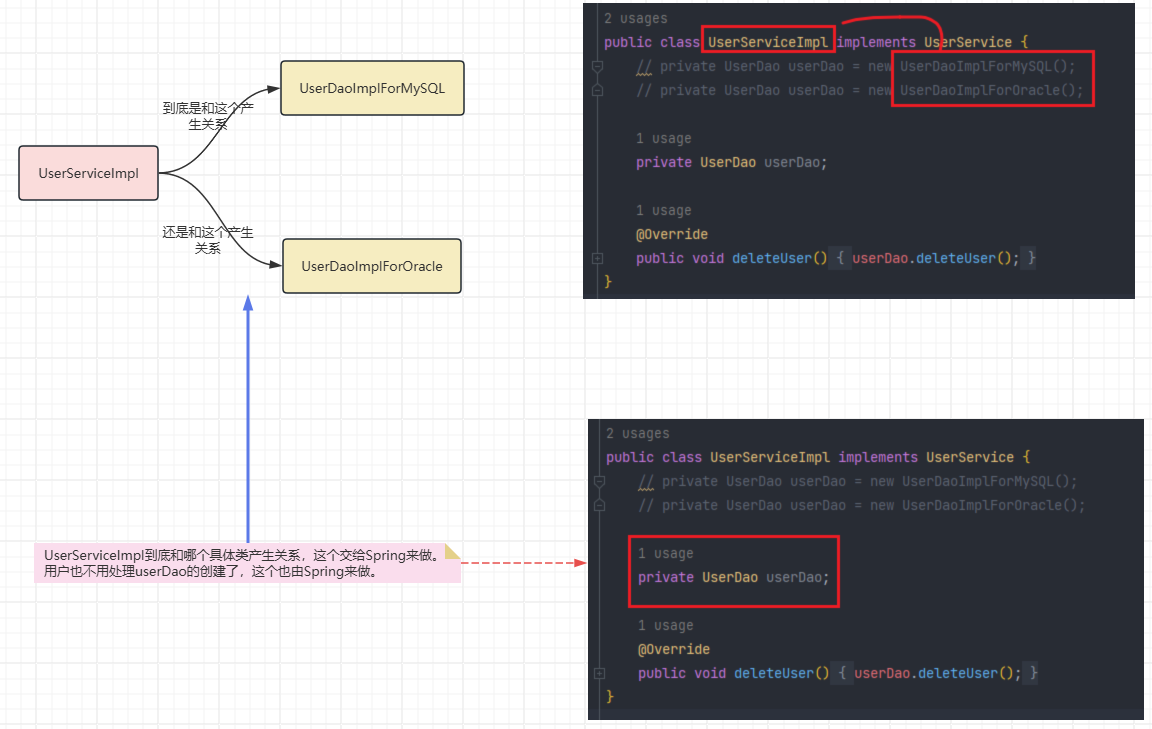 UserDaoImplForMySQL
到底是和这个产
生关系
UserServiceImpl
还是和这个产生
关系
UserDaoImplForOracle
UserServiceImpl到底和哪个具体类产生关系，这个交给Spring来做。
用户也不用处理userDao的创建了，这个也由Spring来做。
2 usages
public class UserServiceImpl implements UserService {
// private UserDao userDao = new UserDaoImplForMySQL();
// private UserDao userDao = new UserDaoImplForOracle();
1 usage
private UserDao userDao;
1 usage
@Override
public void deleteUser() { userDao.deleteUser(); }
}
2 usages
public class UserServiceImpl implements UserService {
// private UserDao userDao = new UserDaoImplForMySQL();
// private UserDao userDao = new UserDaoImplForOracle();
1 usage
private UserDao userDao;
1 usage
@Override
public void deleteUser() { userDao.deleteUser(); }
}